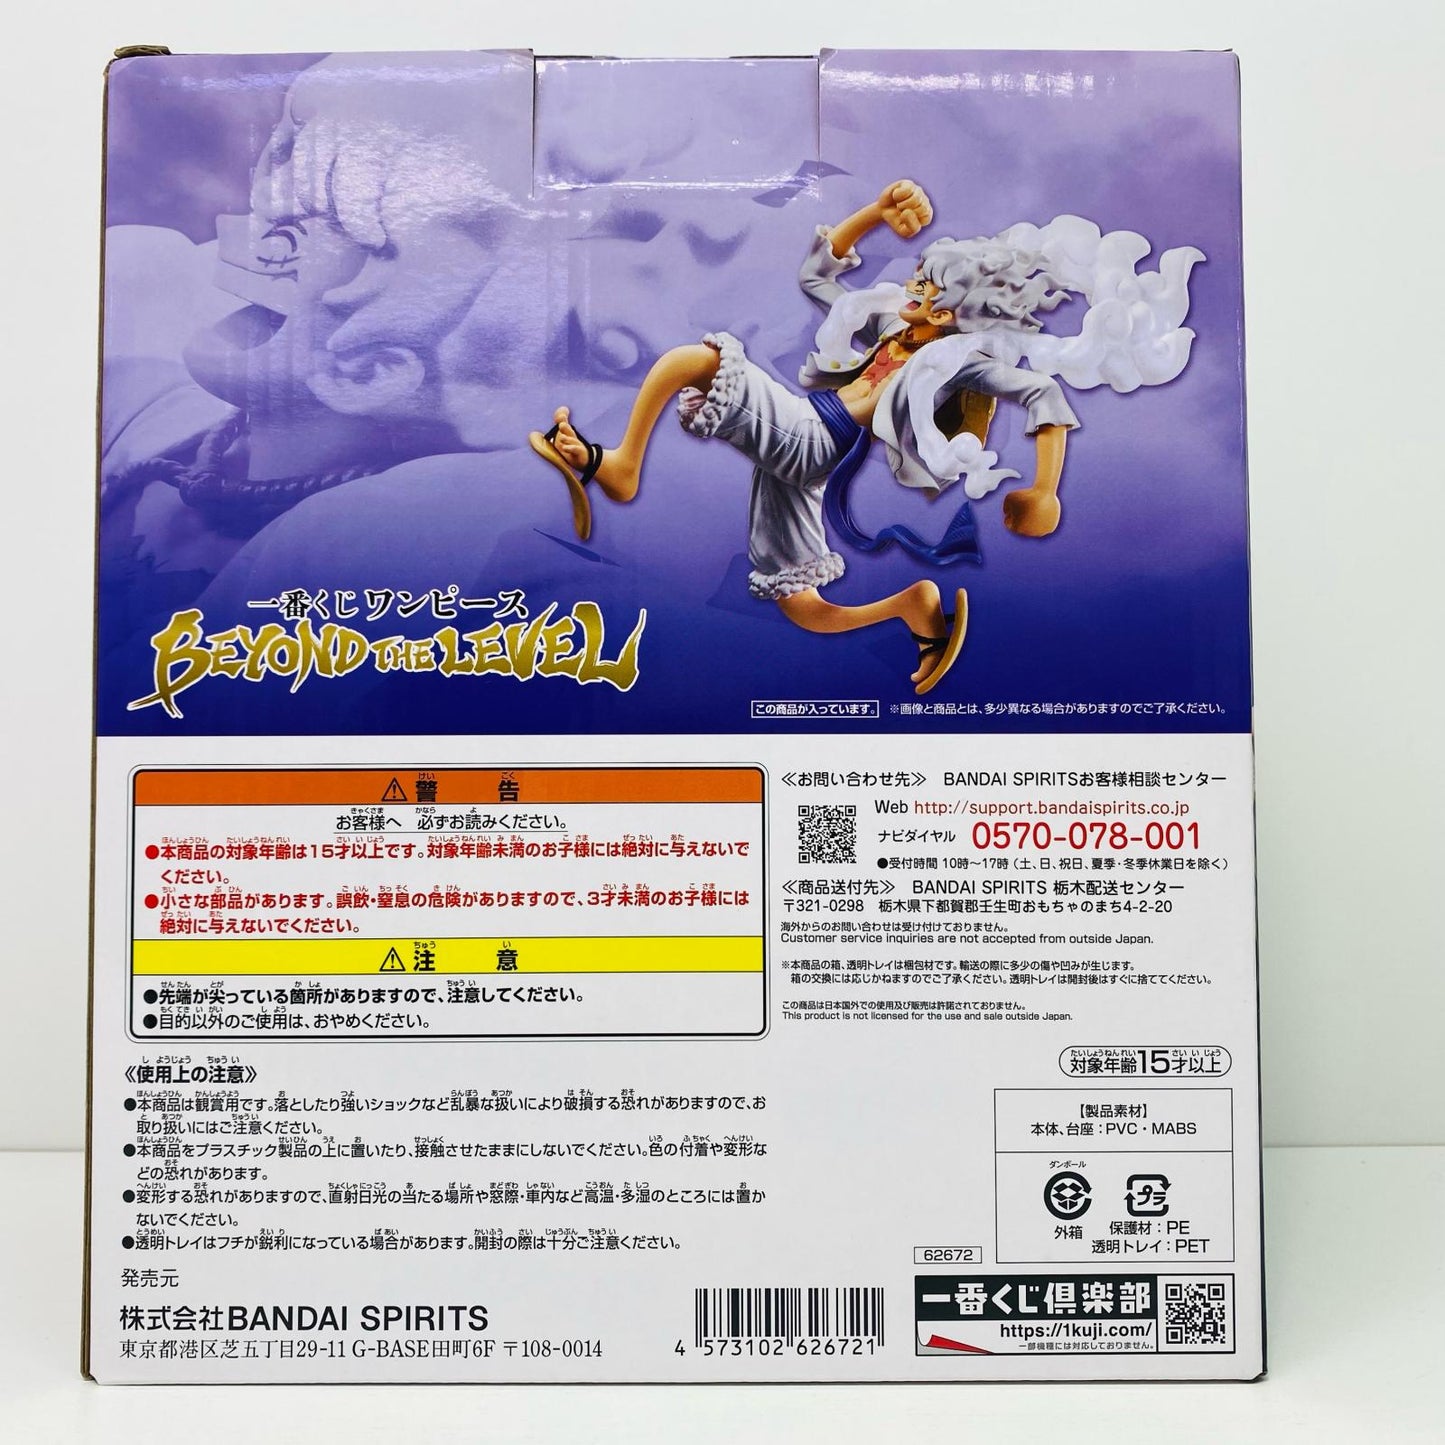 一番くじ ワンピース
BEYOND THE LEVEL
この商品が入っています。 ※画像と商品とは、多少異なる場合がありますのでご了承ください。
⚠警告
お客様へ 必ずお読みください。
●本商品の対象年齢は15才以上です。対象年齢未満のお子様には絶対に与えないで
ください。
●小さな部品があります。誤飲・窒息の危険がありますので、3才未満のお子様には
絶対に与えないでください。
⚠注意
●先端が尖っている箇所がありますので、注意してください。
●目的以外のご使用は、おやめください。
《使用上の注意》
●本商品は観賞用です。落としたり強いショックなど乱暴な扱いにより破損する恐れがありますので、お
取り扱いにはご注意ください。
●本商品をプラスチック製品の上に置いたり、接触させたままにしないでください。色の付着や変形な
どの恐れがあります。
●変形する恐れがありますので、直射日光の当たる場所や窓際・車内など高温・多湿のところには置か
ないでください。
●透明トレイはフチが鋭利になっている場合があります。開封の際は十分ご注意ください。
発売元
株式会社BANDAI SPIRITS
東京都港区芝五丁目29-11 G-BASE田町6F 〒108-0014
4 573102 626721
≪お問い合わせ先≫ BANDAI SPIRITSお客様相談センター
Web http://support.bandaispirits.co.jp
ナビダイヤル 0570-078-001
●受付時間 10時〜17時(土、日、祝日、夏季・冬季休業日を除く)
≪商品送付先≫ BANDAI SPIRITS 栃木配送センター
〒321-0298 栃木県下都賀郡壬生町おもちゃのまち4-2-20
海外からのお問い合わせは受け付けておりません。
Customer service inquiries are not accepted from outside Japan.
※本商品の箱、透明トレイは梱包材です。輸送の際に多少の傷や凹みが生じます。
箱の交換には応じかねますのでご了承ください。透明トレイは開封後はすぐに捨ててください。
この商品は日本国外での使用及び販売は許諾されておりません。
This product is not licensed for the use and sale outside Japan.
対象年齢15才以上
【製品素材】
本体、台座：PVC・MABS
ダンボール
外箱
プラ
保護材：PE
透明トレイ：PET
62672
一番くじ倶楽部
https://1kuji.com/
一部機種には対応しておりません。